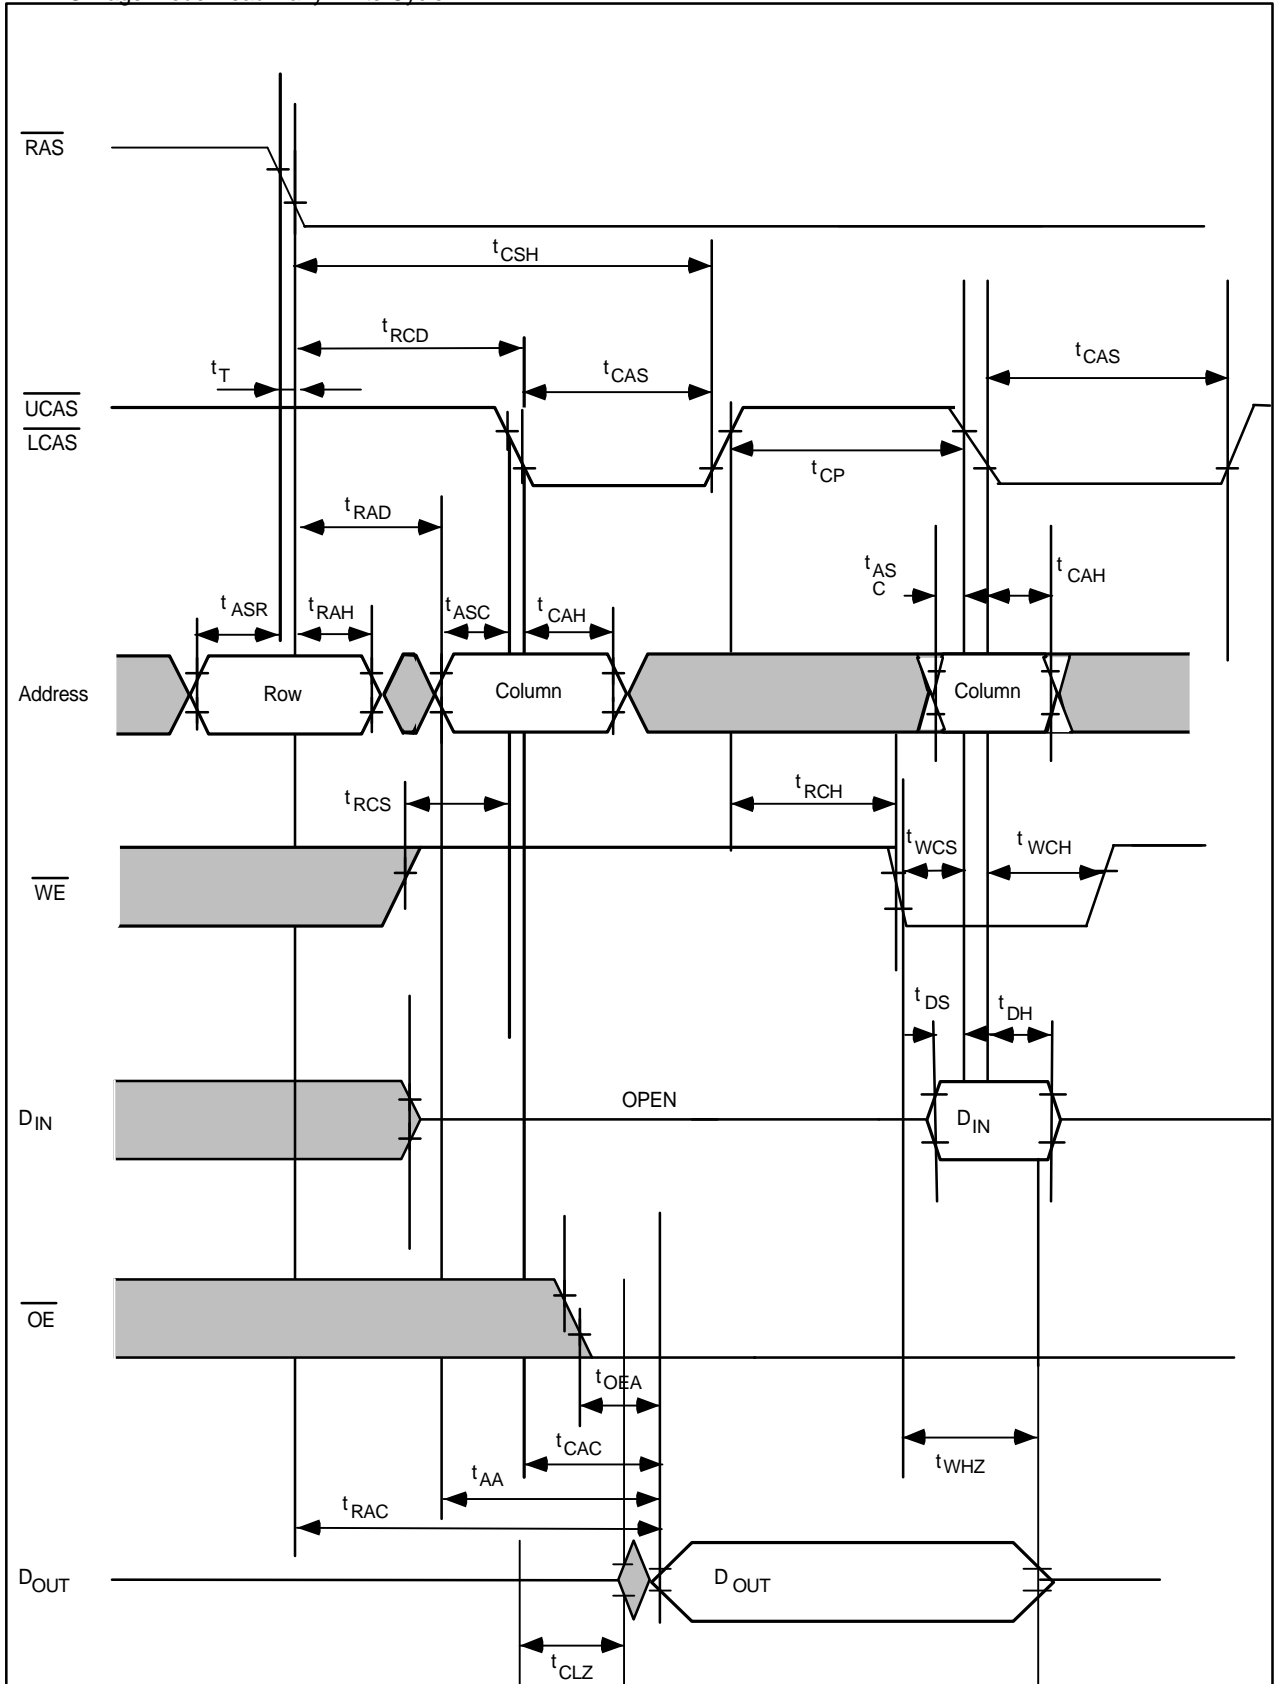 RAS
tCSH
tRCD
tT
tCAS
tCAS
UCAS
LCAS
tCP
tRAD
tASC
tCAH
tASR
tRAH
tASC
tCAH
Address
Row
Column
Column
tRCS
tRCH
tWCS
tWCH
WE
tDS
tDH
DIN
OPEN
DIN
OE
tOEA
tCAC
tWHZ
tAA
tRAC
DOUT
DOUT
tCLZ